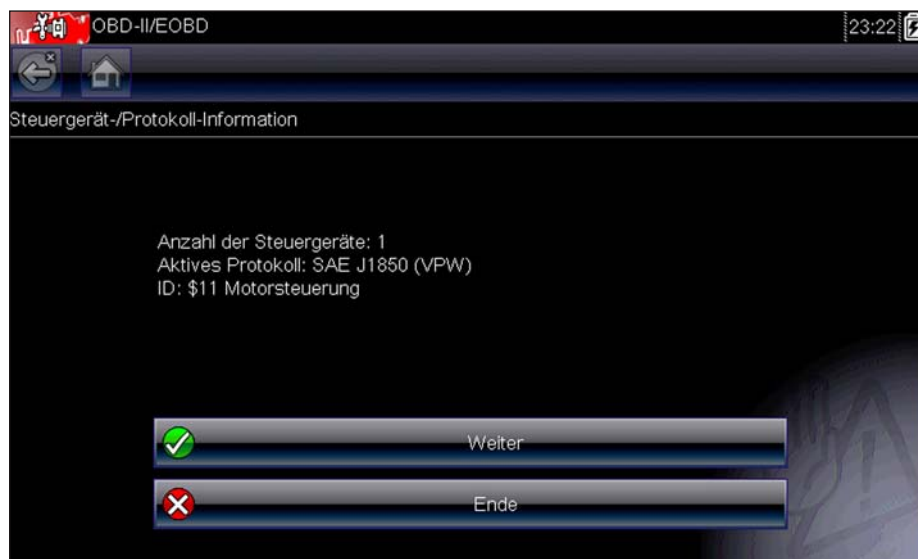 OBD-II/EOBD 23:22
Steuergerät-/Protokoll-Information
Anzahl der Steuergeräte: 1
Aktives Protokoll: SAE J1850 (VPW)
ID: $11 Motorsteuerung
Weiter
Ende